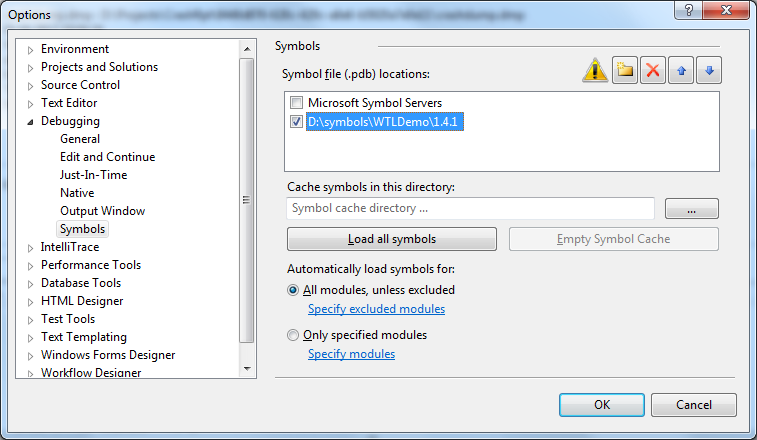 Options
Environment
Projects and Solutions
Source Control
Text Editor
Debugging
General
Edit and Continue
Just-In-Time
Native
Output Window
Symbols
IntelliTrace
Performance Tools
Database Tools
HTML Designer
Test Tools
Text Templating
Windows Forms Designer
Workflow Designer
Symbols
Symbol file (.pdb) locations:
Microsoft Symbol Servers
D:\symbols\WTLDemo\1.4.1
Cache symbols in this directory:
Symbol cache directory ...
...
Load all symbols
Empty Symbol Cache
Automatically load symbols for:
All modules, unless excluded
Specify excluded modules
Only specified modules
Specify modules
OK
Cancel